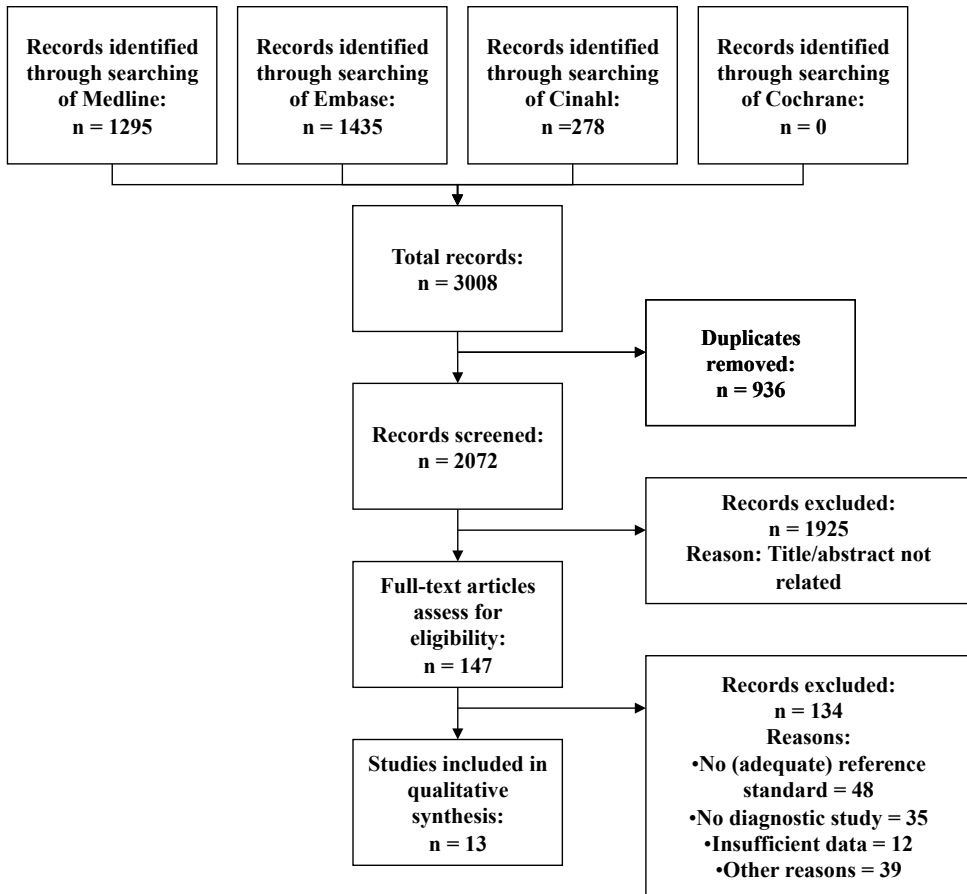 Records identified
through searching
of Medline:
n = 1295
Records identified
through searching
of Embase:
n = 1435
Records identified
through searching
of Cinahl:
n =278
Records identified
through searching
of Cochrane:
n = 0
Total records:
n = 3008
Duplicates
removed:
n = 936
Records screened:
n = 2072
Records excluded:
n = 1925
Reason: Title/abstract not
related
Full-text articles
assess for
eligibility:
n = 147
Records excluded:
n = 134
Reasons:
•No (adequate) reference
standard = 48
•No diagnostic study = 35
•Insufficient data = 12
•Other reasons = 39
Studies included in
qualitative
synthesis:
n = 13